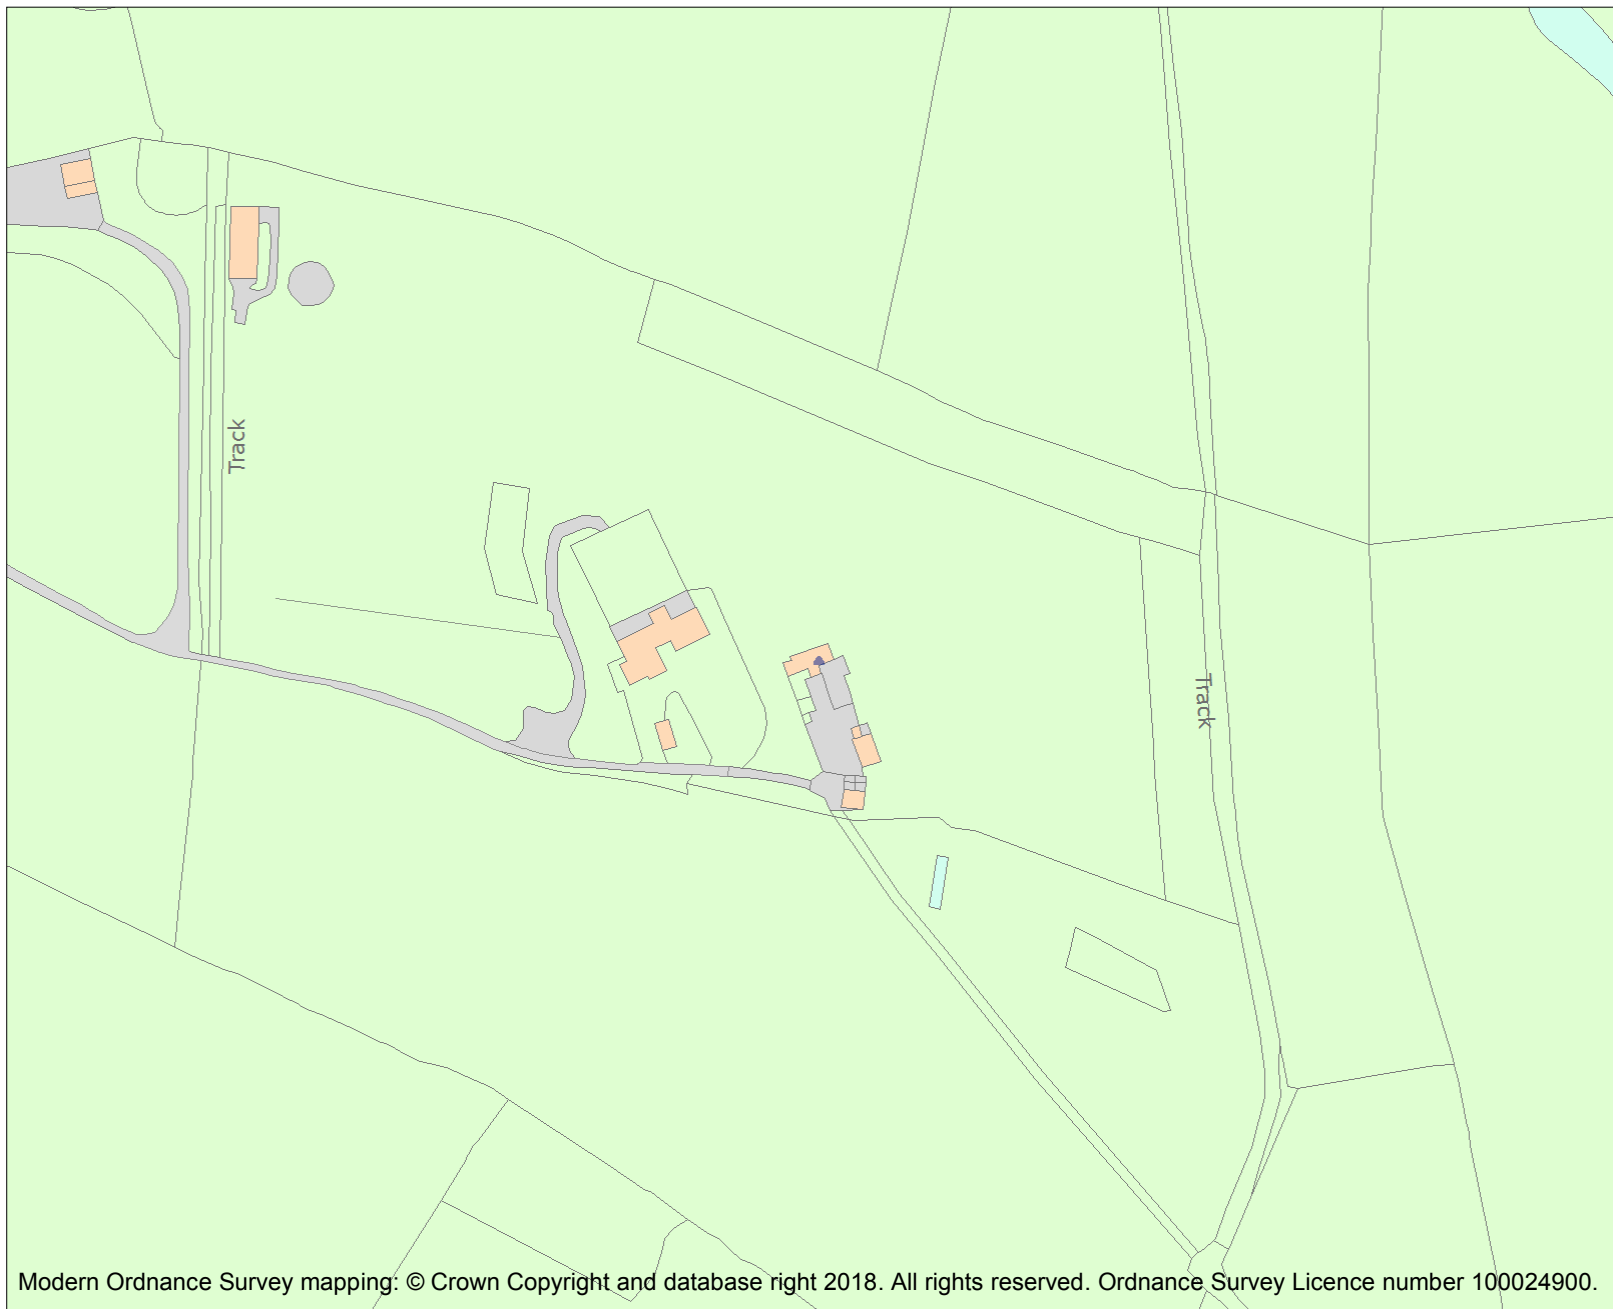 Track
Track
Modern Ordnance Survey mapping: © Crown Copyright and database right 2018. All rights reserved. Ordnance Survey Licence number 100024900.